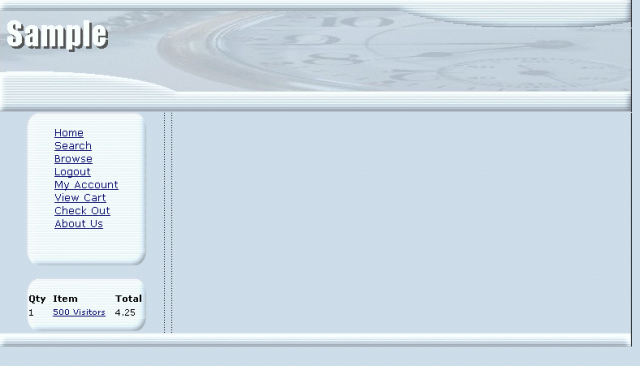 Sample
Home
Search
Browse
Logout
My Account
View Cart
Check Out
About Us
Qty Item Total
1 500 Visitors 4.25